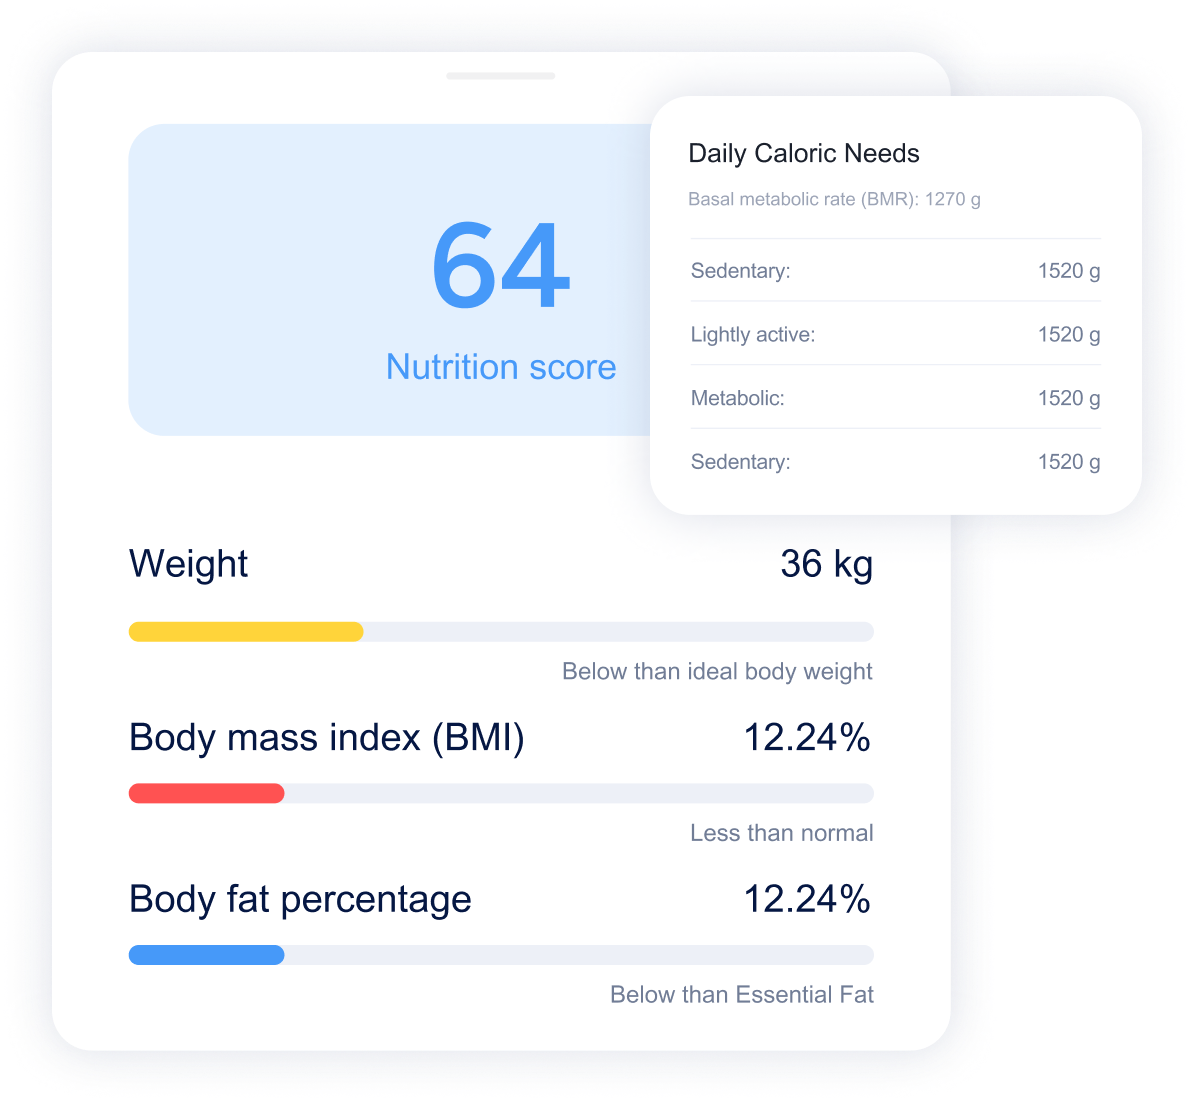 64
Nutrition score
Daily Caloric Needs
Basal metabolic rate (BMR): 1270 g
Sedentary: 1520 g
Lightly active: 1520 g
Metabolic: 1520 g
Sedentary: 1520 g
Weight 36 kg
Below than ideal body weight
Body mass index (BMI) 12.24%
Less than normal
Body fat percentage 12.24%
Below than Essential Fat